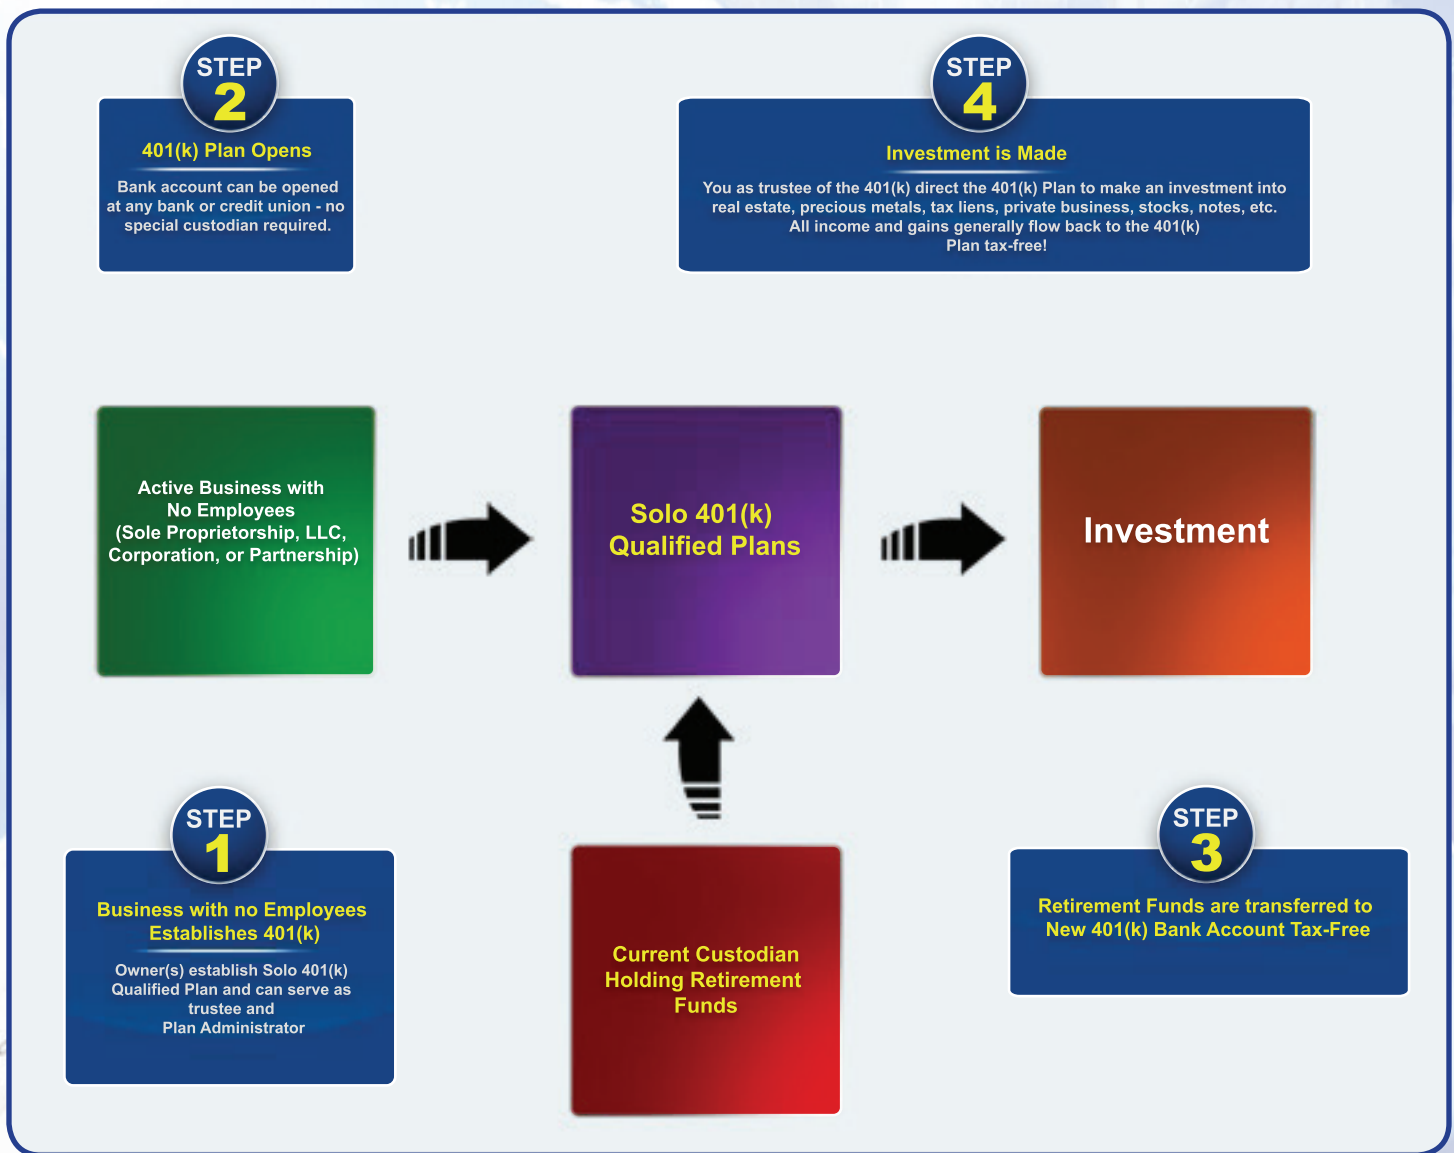 STEP
2
401(k) Plan Opens
Bank account can be opened
at any bank or credit union - no
special custodian required.
STEP
4
Investment is Made
You as trustee of the 401(k) direct the 401(k) Plan to make an investment into
real estate, precious metals, tax liens, private business, stocks, notes, etc.
All income and gains generally flow back to the 401(k)
Plan tax-free!
Active Business with
No Employees
(Sole Proprietorship, LLC,
Corporation, or Partnership)
Solo 401(k)
Qualified Plans
Investment
STEP
1
Business with no Employees
Establishes 401(k)
Owner(s) establish Solo 401(k)
Qualified Plan and can serve as
trustee and
Plan Administrator
Current Custodian
Holding Retirement
Funds
STEP
3
Retirement Funds are transferred to
New 401(k) Bank Account Tax-Free